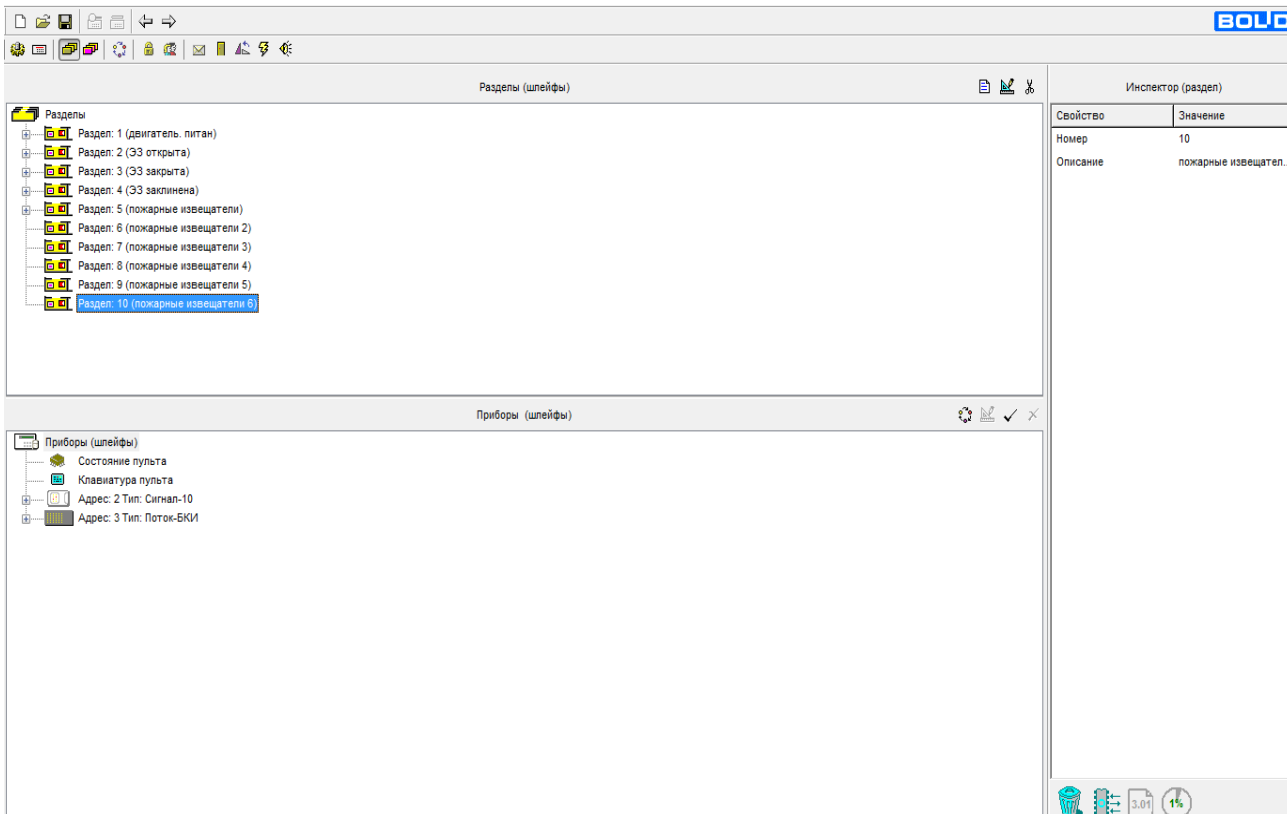 BOLID
Разделы (шлейфы)
Разделы
Раздел: 1 (двигатель. питан)
Раздел: 2 (ЭЗ открыта)
Раздел: 3 (ЭЗ закрыта)
Раздел: 4 (ЭЗ заклинена)
Раздел: 5 (пожарные извещатели)
Раздел: 6 (пожарные извещатели 2)
Раздел: 7 (пожарные извещатели 3)
Раздел: 8 (пожарные извещатели 4)
Раздел: 9 (пожарные извещатели 5)
Раздел: 10 (пожарные извещатели 6)
Приборы (шлейфы)
Приборы (шлейфы)
Состояние пульта
Клавиатура пульта
Адрес: 2 Тип: Сигнал-10
Адрес: 3 Тип: Поток-БКИ
Инспектор (раздел)
Свойство Значение
Номер 10
Описание пожарные извещател..
3.01 1%